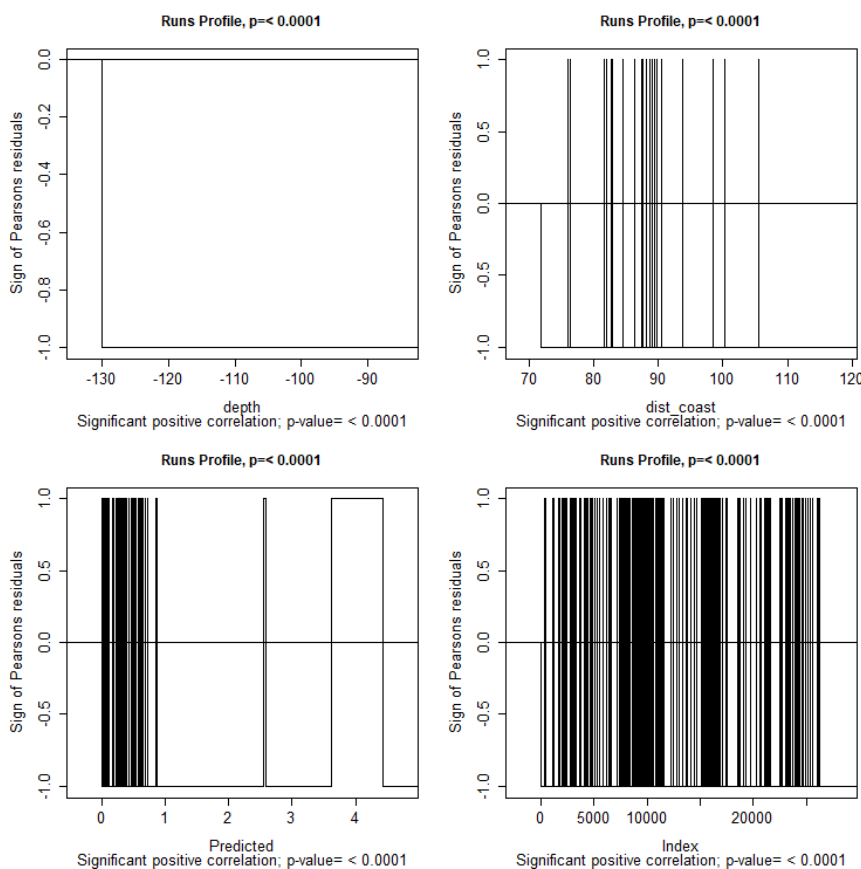 Runs Profile, p=< 0.0001
Sign of Pearsons residuals
0.0
-0.2
-0.4
-0.6
-0.8
-1.0
-130 -120 -110 -100 -90
depth
Significant positive correlation; p-value= < 0.0001
Runs Profile, p=< 0.0001
Sign of Pearsons residuals
1.0
0.5
0.0
-0.5
-1.0
70 80 90 100 110 120
dist_coast
Significant positive correlation; p-value= < 0.0001
Runs Profile, p=< 0.0001
Sign of Pearsons residuals
1.0
0.5
0.0
-0.5
-1.0
0 1 2 3 4
Predicted
Significant positive correlation; p-value= < 0.0001
Runs Profile, p=< 0.0001
Sign of Pearsons residuals
1.0
0.5
0.0
-0.5
-1.0
0 5000 10000 20000
Index
Significant positive correlation; p-value= < 0.0001